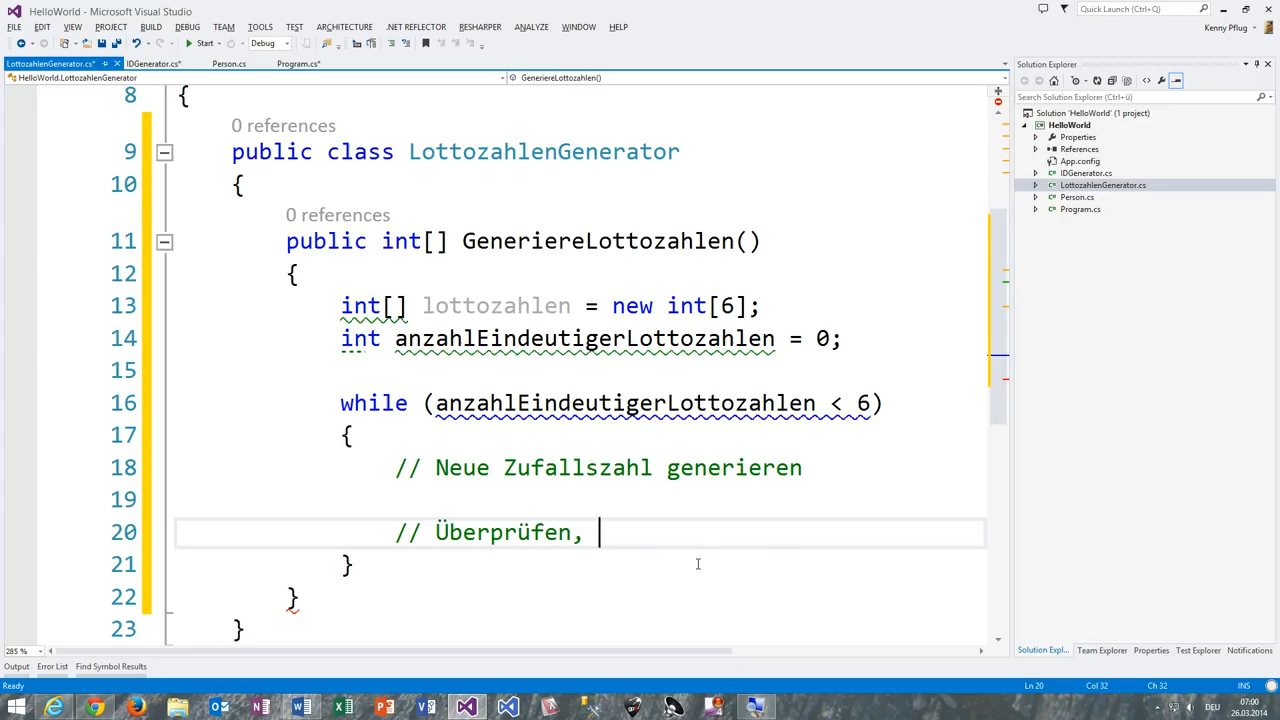 HelloWorld - Microsoft Visual Studio
Quick Launch (Ctrl+Q)
FILE EDIT VIEW PROJECT BUILD DEBUG TEAM TOOLS TEST ARCHITECTURE .NET REFLECTOR RESHARPER ANALYZE WINDOW HELP
Kenny Pflug
Start Debug
LottozahlenGenerator.cs* IDGenerator.cs* Person.cs Program.cs*
HelloWorld.LottozahlenGenerator GeneriereLottozahlen()
8 {
0 references
9 public class LottozahlenGenerator
10 {
0 references
11 public int[] GeneriereLottozahlen()
12 {
13 int[] lottozahlen = new int[6];
14 int anzahlEindeutigerLottozahlen = 0;
15
16 while (anzahlEindeutigerLottozahlen < 6)
17 {
18 // Neue Zufallszahl generieren
19
20 // Überprüfen,
21 }
22 }
23 }
285 %
Solution Explorer
Search Solution Explorer (Ctrl+ü)
Solution 'HelloWorld' (1 project)
HelloWorld
Properties
References
App.config
IDGenerator.cs
LottozahlenGenerator.cs
Person.cs
Program.cs
Solution Expl... Team Explorer Properties Test Explorer Notifications
Output Error List Find Symbol Results
Ready Ln 20 Col 32 Ch 32 INS
DEU
07:00
26.03.2014